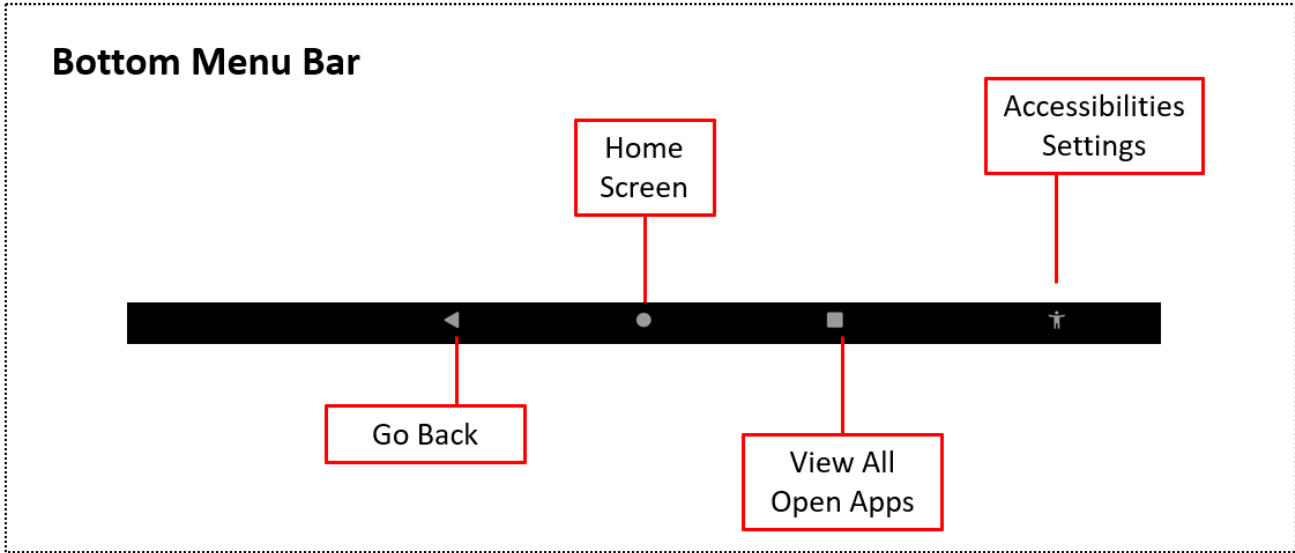 Bottom Menu Bar
Accessibilities
Settings
Home
Screen
Go Back
View All
Open Apps